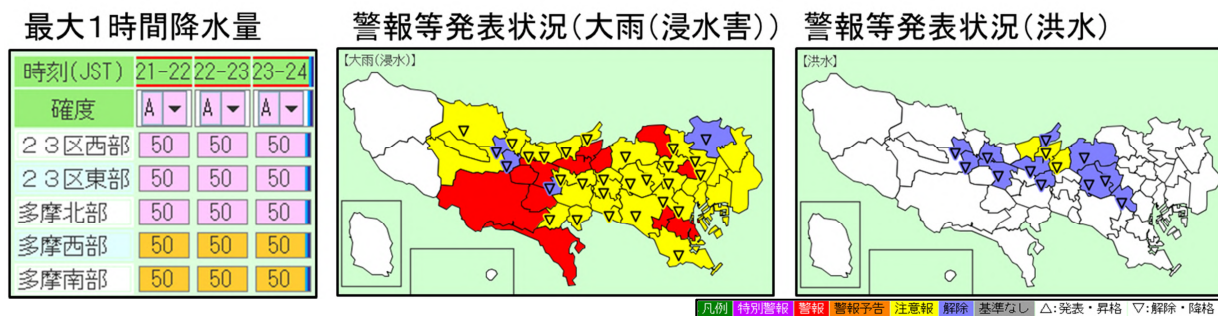 最大1時間降水量
時刻(JST) 21-22 22-23 23-24
確度 A A A
23区西部 50 50 50
23区東部 50 50 50
多摩北部 50 50 50
多摩西部 50 50 50
多摩南部 50 50 50
警報等発表状況(大雨(浸水害))
【大雨(浸水)】
警報等発表状況(洪水)
【洪水】
凡例 特別警報 警報 警報予告 注意報 解除 基準なし △:発表・昇格 ▽:解除・降格